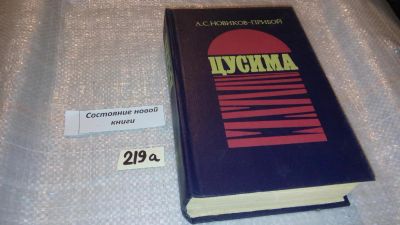 А.С.НОВИКОВ-ПРИБОЙ
ЦУСИМА
Состояние новой
книги
219а